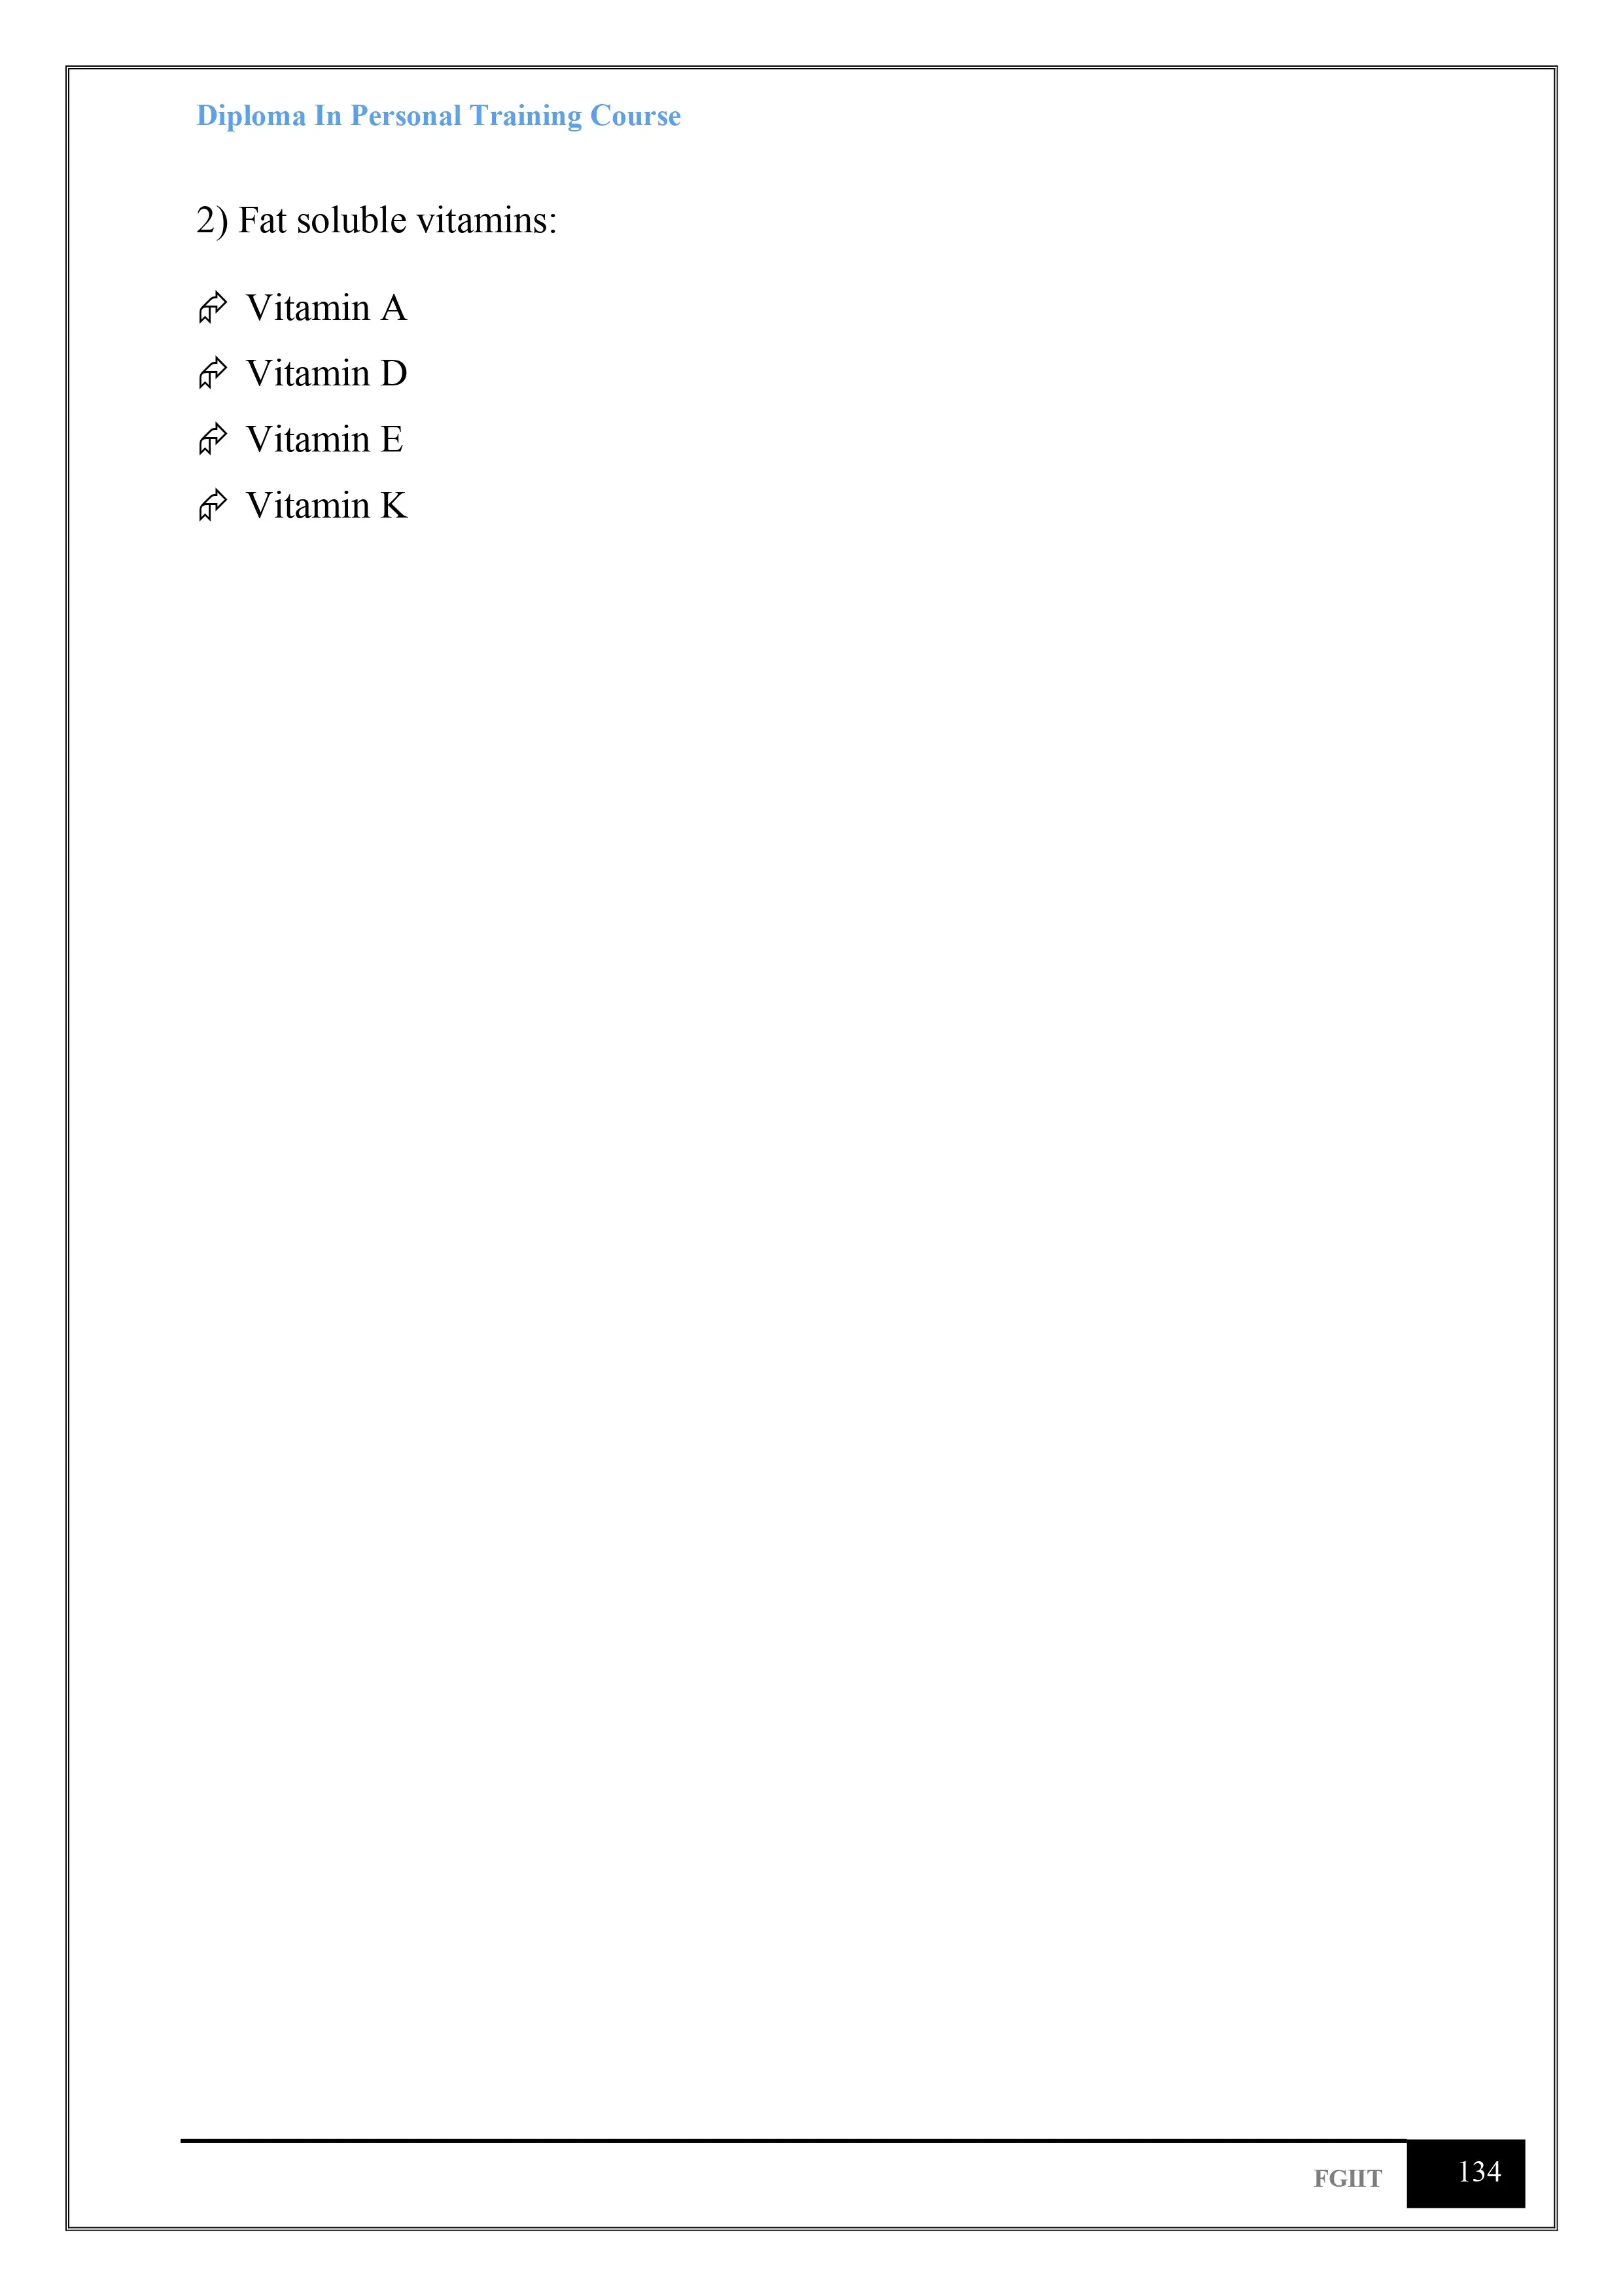 Diploma In Personal Training Course
2) Fat soluble vitamins:
Vitamin A
Vitamin D
Vitamin E
Vitamin K
FGIIT 134